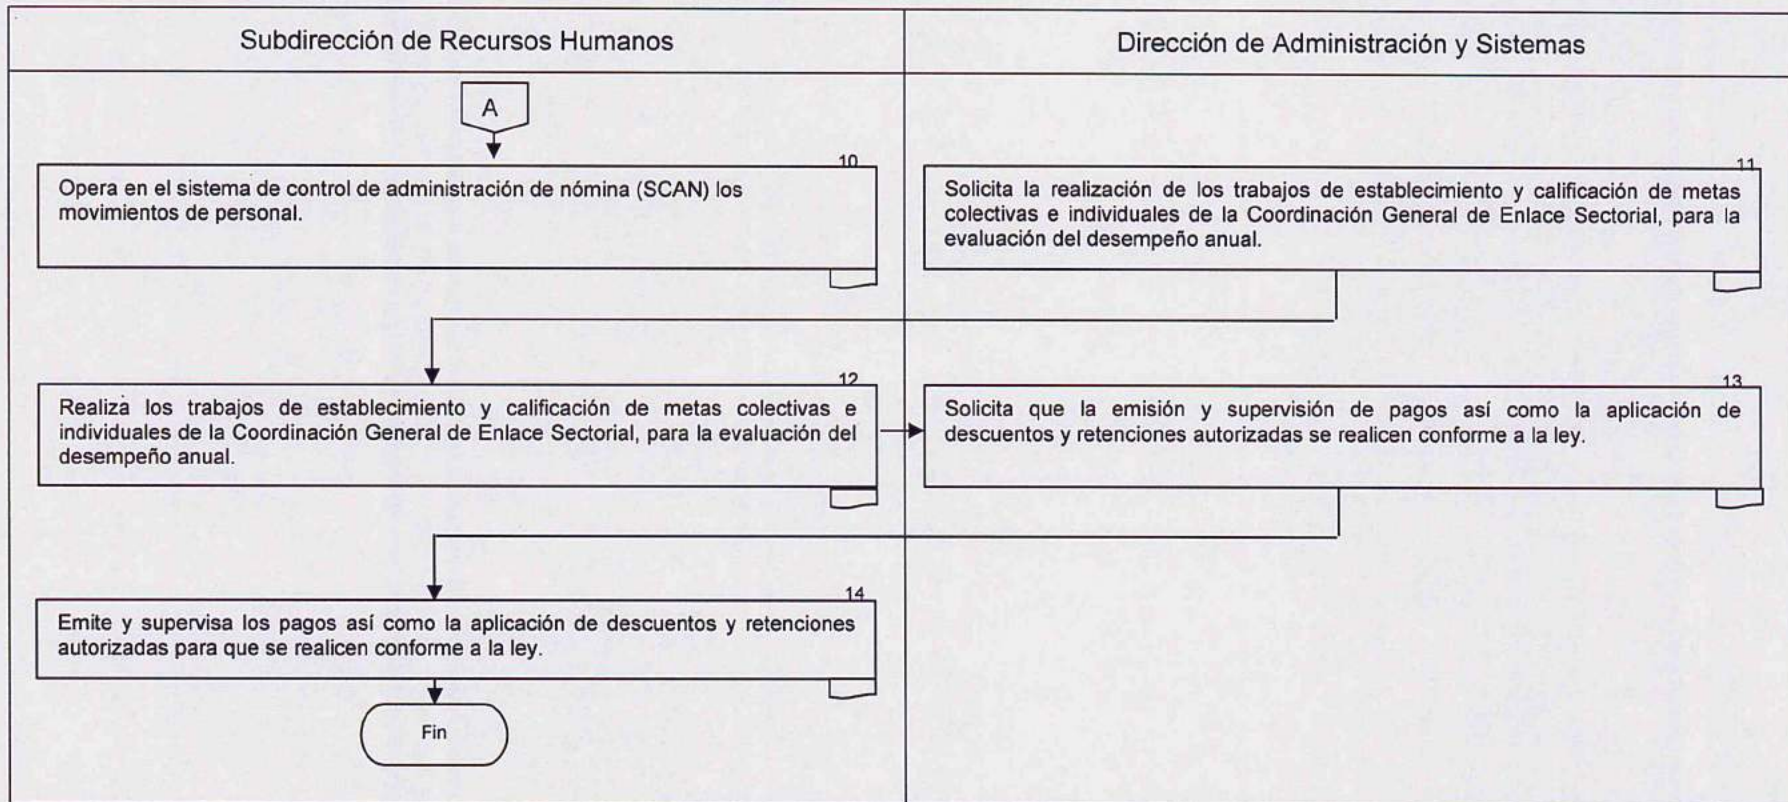 Subdirección de Recursos Humanos
Dirección de Administración y Sistemas
A
10
Opera en el sistema de control de administración de nómina (SCAN) los
movimientos de personal.
11
Solicita la realización de los trabajos de establecimiento y calificación de metas
colectivas e individuales de la Coordinación General de Enlace Sectorial, para la
evaluación del desempeño anual.
12
Realiza los trabajos de establecimiento y calificación de metas colectivas e
individuales de la Coordinación General de Enlace Sectorial, para la evaluación del
desempeño anual.
13
Solicita que la emisión y supervisión de pagos así como la aplicación de
descuentos y retenciones autorizadas se realicen conforme a la ley.
14
Emite y supervisa los pagos así como la aplicación de descuentos y retenciones
autorizadas para que se realicen conforme a la ley.
Fin